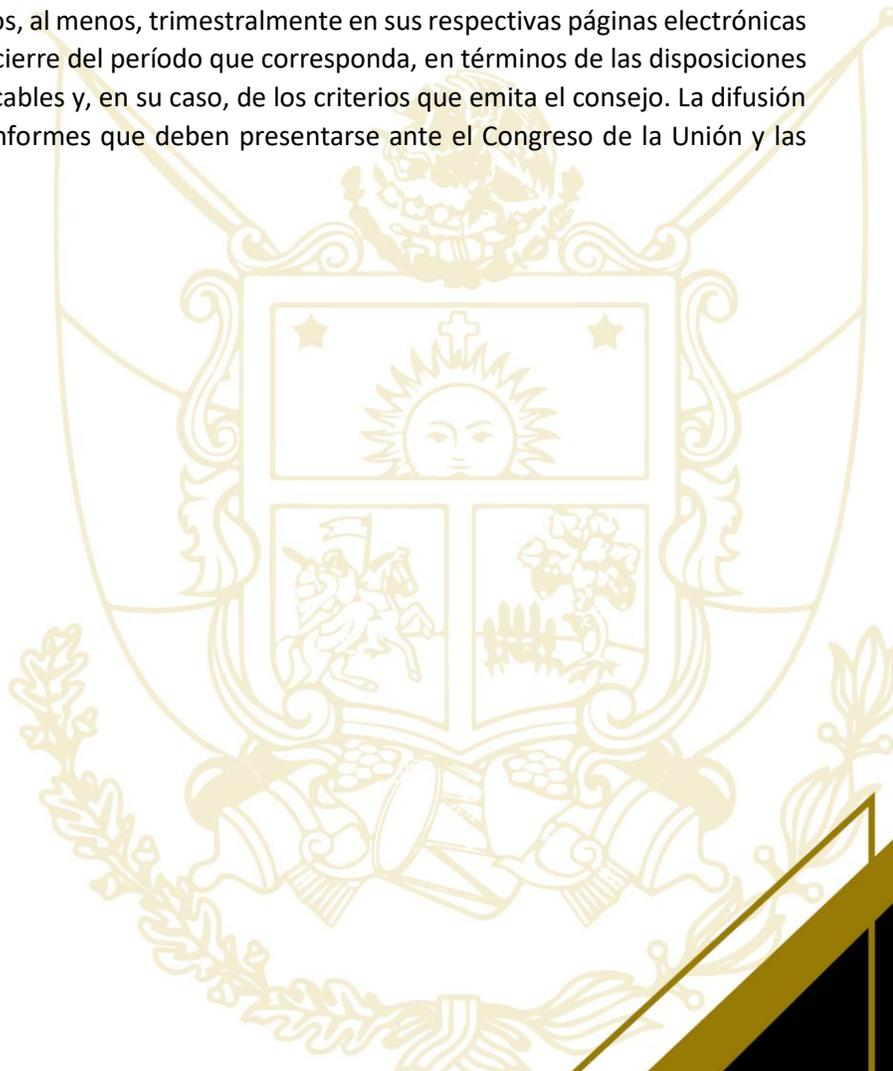 os, al menos, trimestralmente en sus respectivas páginas electrónicas
cierre del período que corresponda, en términos de las disposiciones
cables y, en su caso, de los criterios que emita el consejo. La difusión
nformes que deben presentarse ante el Congreso de la Unión y las